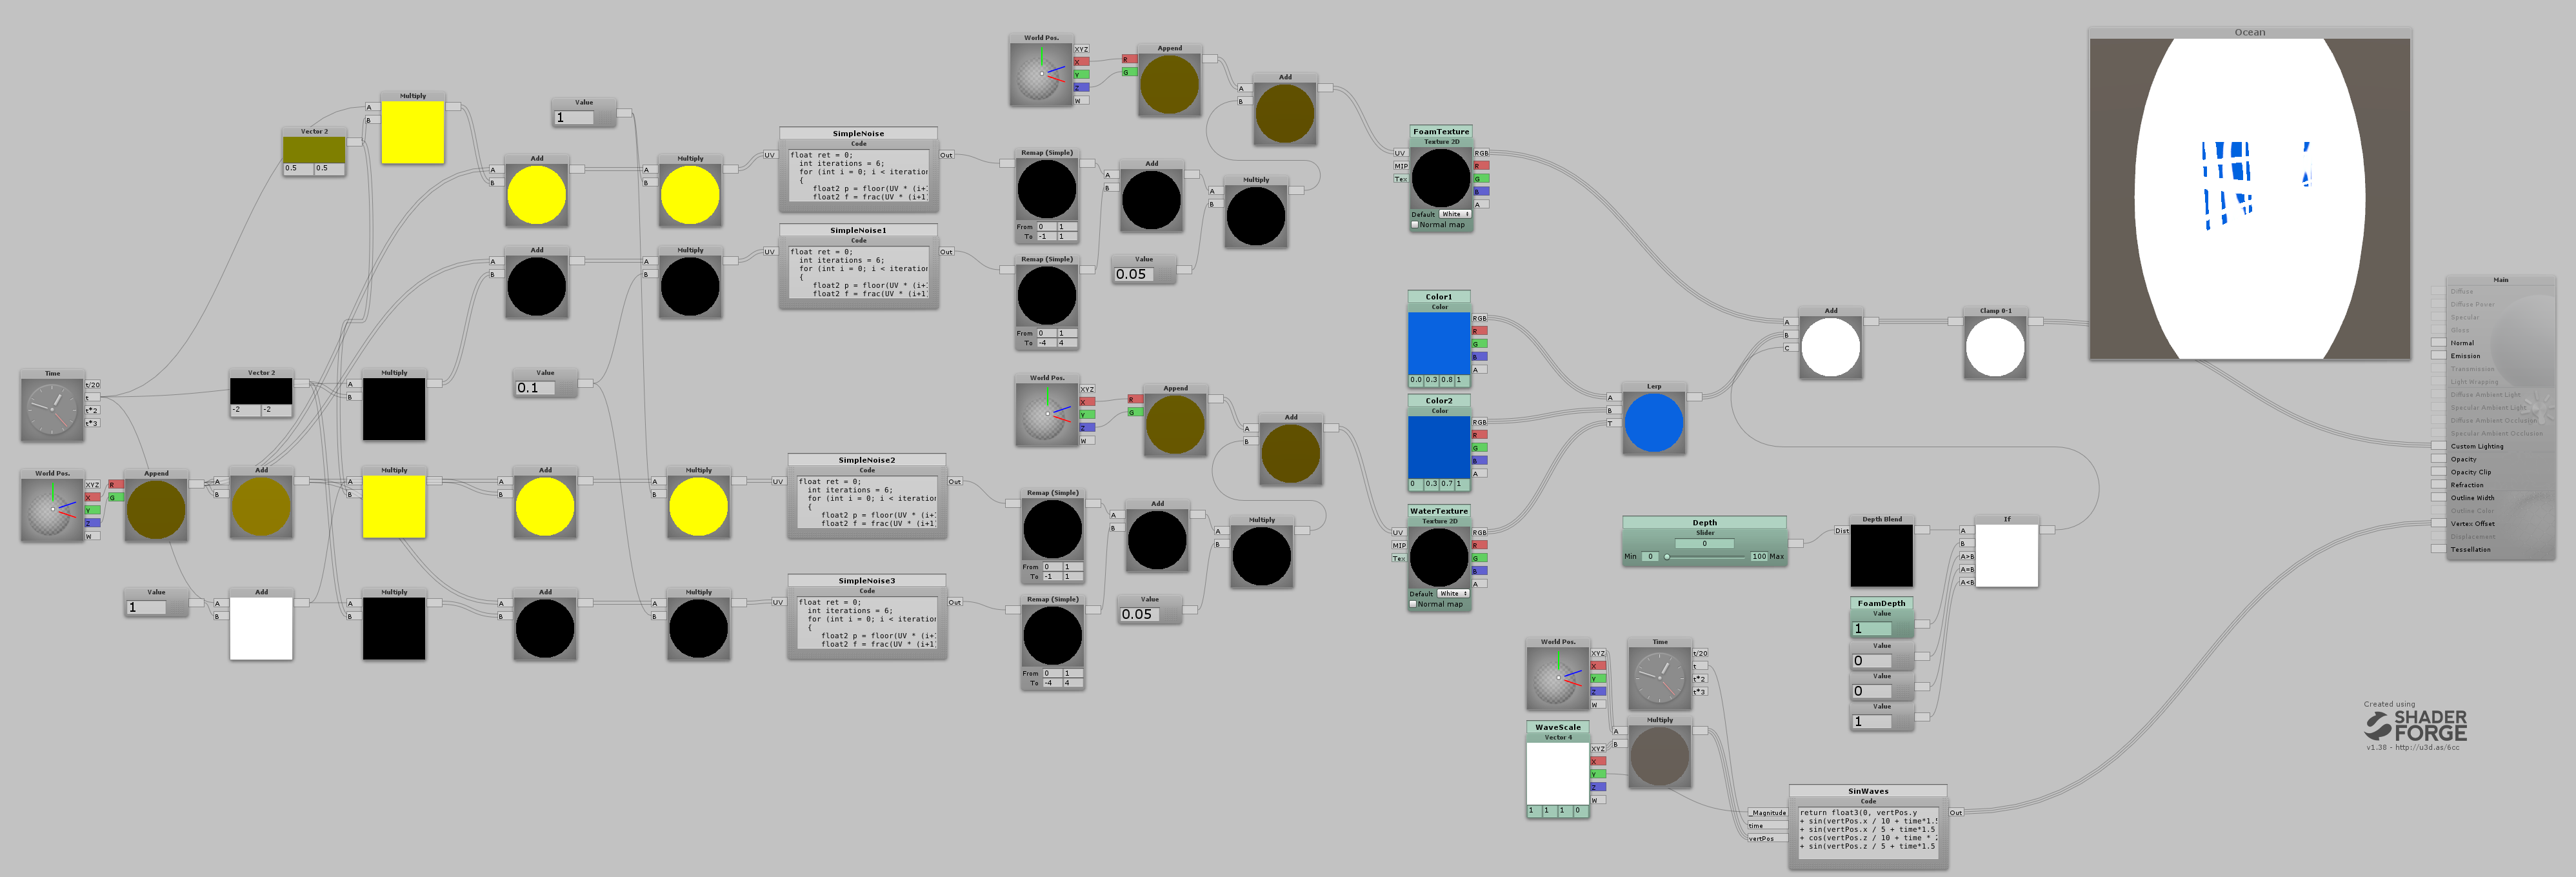 Ocean
World Pos.
XYZ
X
Y
Z
W
Append
R
G
Add
A
B
Multiply
A
B
Vector 2
0.5 0.5
Value
1
Add
A
B
Multiply
A
B
SimpleNoise
Code
UV
Out
float ret = 0;
int iterations = 6;
for (int i = 0; i < iteration
{
float2 p = floor(UV * (i+1
float2 f = frac(UV * (i+1
Remap (Simple)
From 0 1
To -1 1
Add
A
B
Multiply
A
B
FoamTexture
Texture 2D
UV
MIP
Tex
RGB
R
G
B
A
Default White
Normal map
Add
A
B
Multiply
A
B
SimpleNoise1
Code
UV
Out
float ret = 0;
int iterations = 6;
for (int i = 0; i < iteration
{
float2 p = floor(UV * (i+1
float2 f = frac(UV * (i+1
Remap (Simple)
From 0 1
To -4 4
Value
0.05
Color1
Color
RGB
R
G
B
A
0.0 0.3 0.8 1
Add
A
B
C
Clamp 0-1
Main
Diffuse
Diffuse Power
Specular
Gloss
Normal
Emission
Transmission
Light Wrapping
Diffuse Ambient Light
Specular Ambient Light
Diffuse Ambient Occlusion
Specular Ambient Occlusion
Custom Lighting
Opacity
Opacity Clip
Refraction
Outline Width
Outline Color
Vertex Offset
Displacement
Tessellation
Time
t/20
t
t*2
t*3
Vector 2
-2 -2
Multiply
A
B
Value
0.1
World Pos.
XYZ
X
Y
Z
W
Append
R
G
Add
A
B
Color2
Color
RGB
R
G
B
A
0 0.3 0.7 1
Lerp
A
B
T
World Pos.
XYZ
X
Y
Z
W
Append
R
G
Add
A
B
Multiply
A
B
Add
A
B
Multiply
A
B
SimpleNoise2
Code
UV
Out
float ret = 0;
int iterations = 6;
for (int i = 0; i < iteration
{
float2 p = floor(UV * (i+1
float2 f = frac(UV * (i+1
Remap (Simple)
From 0 1
To -1 1
Add
A
B
Multiply
A
B
WaterTexture
Texture 2D
UV
MIP
Tex
RGB
R
G
B
A
Default White
Normal map
Depth
Slider
0
Min 0 100 Max
Depth Blend
Dist
If
A
B
A>B
A=B
A<B
Value
1
Add
A
B
Multiply
A
B
Add
A
B
Multiply
A
B
SimpleNoise3
Code
UV
Out
float ret = 0;
int iterations = 6;
for (int i = 0; i < iteration
{
float2 p = floor(UV * (i+1
float2 f = frac(UV * (i+1
Remap (Simple)
From 0 1
To -4 4
Value
0.05
FoamDepth
Value
1
Value
0
Value
0
Value
1
World Pos.
XYZ
X
Y
Z
W
Time
t/20
t
t*2
t*3
WaveScale
Vector 4
XYZ
X
Y
Z
W
1 1 1 0
Multiply
A
B
SinWaves
Code
_Magnitude
time
vertPos
Out
return float3(0, vertPos.y
+ sin(vertPos.x / 10 + time*1.5
+ sin(vertPos.x / 5 + time*1.5
+ cos(vertPos.z / 10 + time * 2
+ sin(vertPos.z / 5 + time*1.5
Created using
SHADER
FORGE
v1.38 - http://u3d.as/6cc